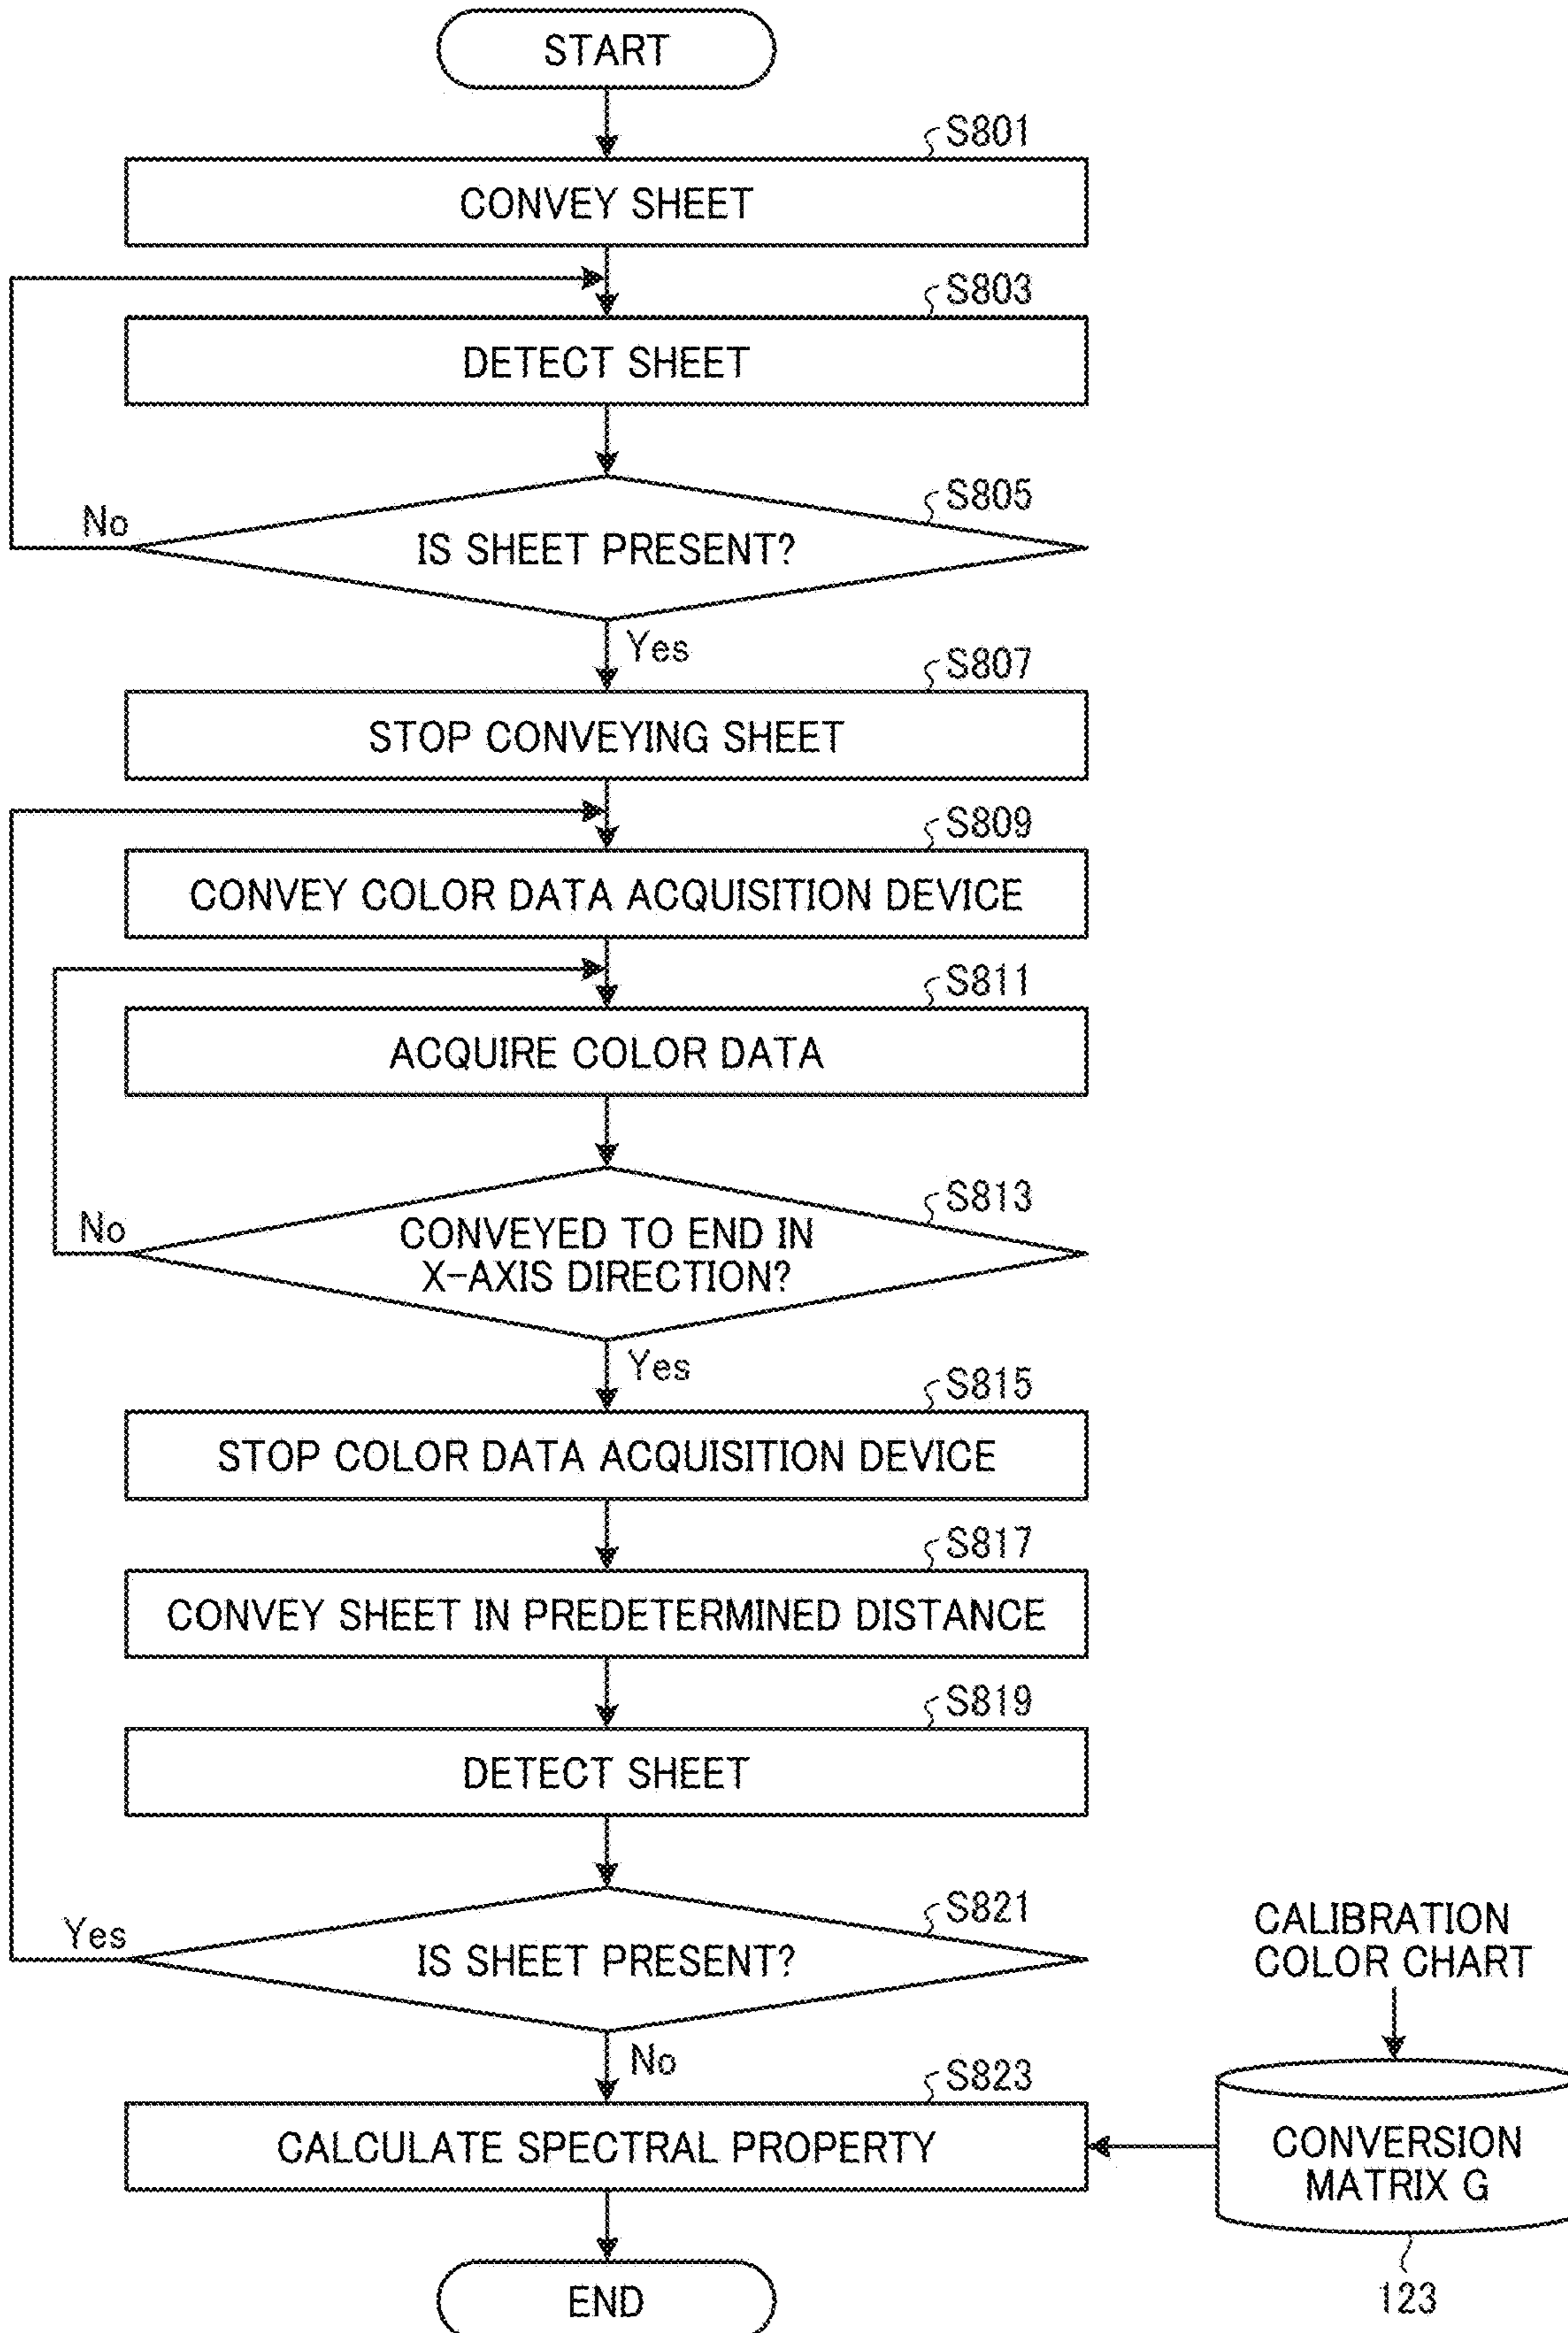 START
S801
CONVEY SHEET
S803
DETECT SHEET
S805
No
IS SHEET PRESENT?
Yes
S807
STOP CONVEYING SHEET
S809
CONVEY COLOR DATA ACQUISITION DEVICE
S811
ACQUIRE COLOR DATA
S813
No
CONVEYED TO END IN
X-AXIS DIRECTION?
Yes
S815
STOP COLOR DATA ACQUISITION DEVICE
S817
CONVEY SHEET IN PREDETERMINED DISTANCE
S819
DETECT SHEET
S821
Yes
IS SHEET PRESENT?
No
CALIBRATION
COLOR CHART
S823
CALCULATE SPECTRAL PROPERTY
CONVERSION
MATRIX G
123
END